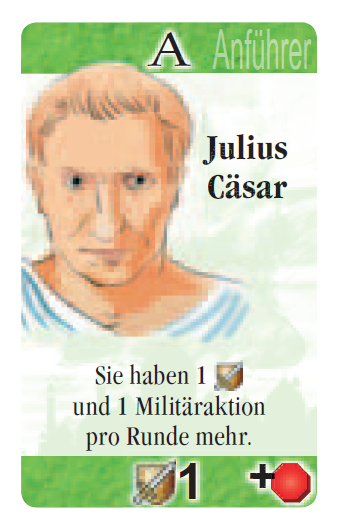 A Anführer
Julius
Cäsar
Sie haben 1
und 1 Militäraktion
pro Runde mehr.
1 +